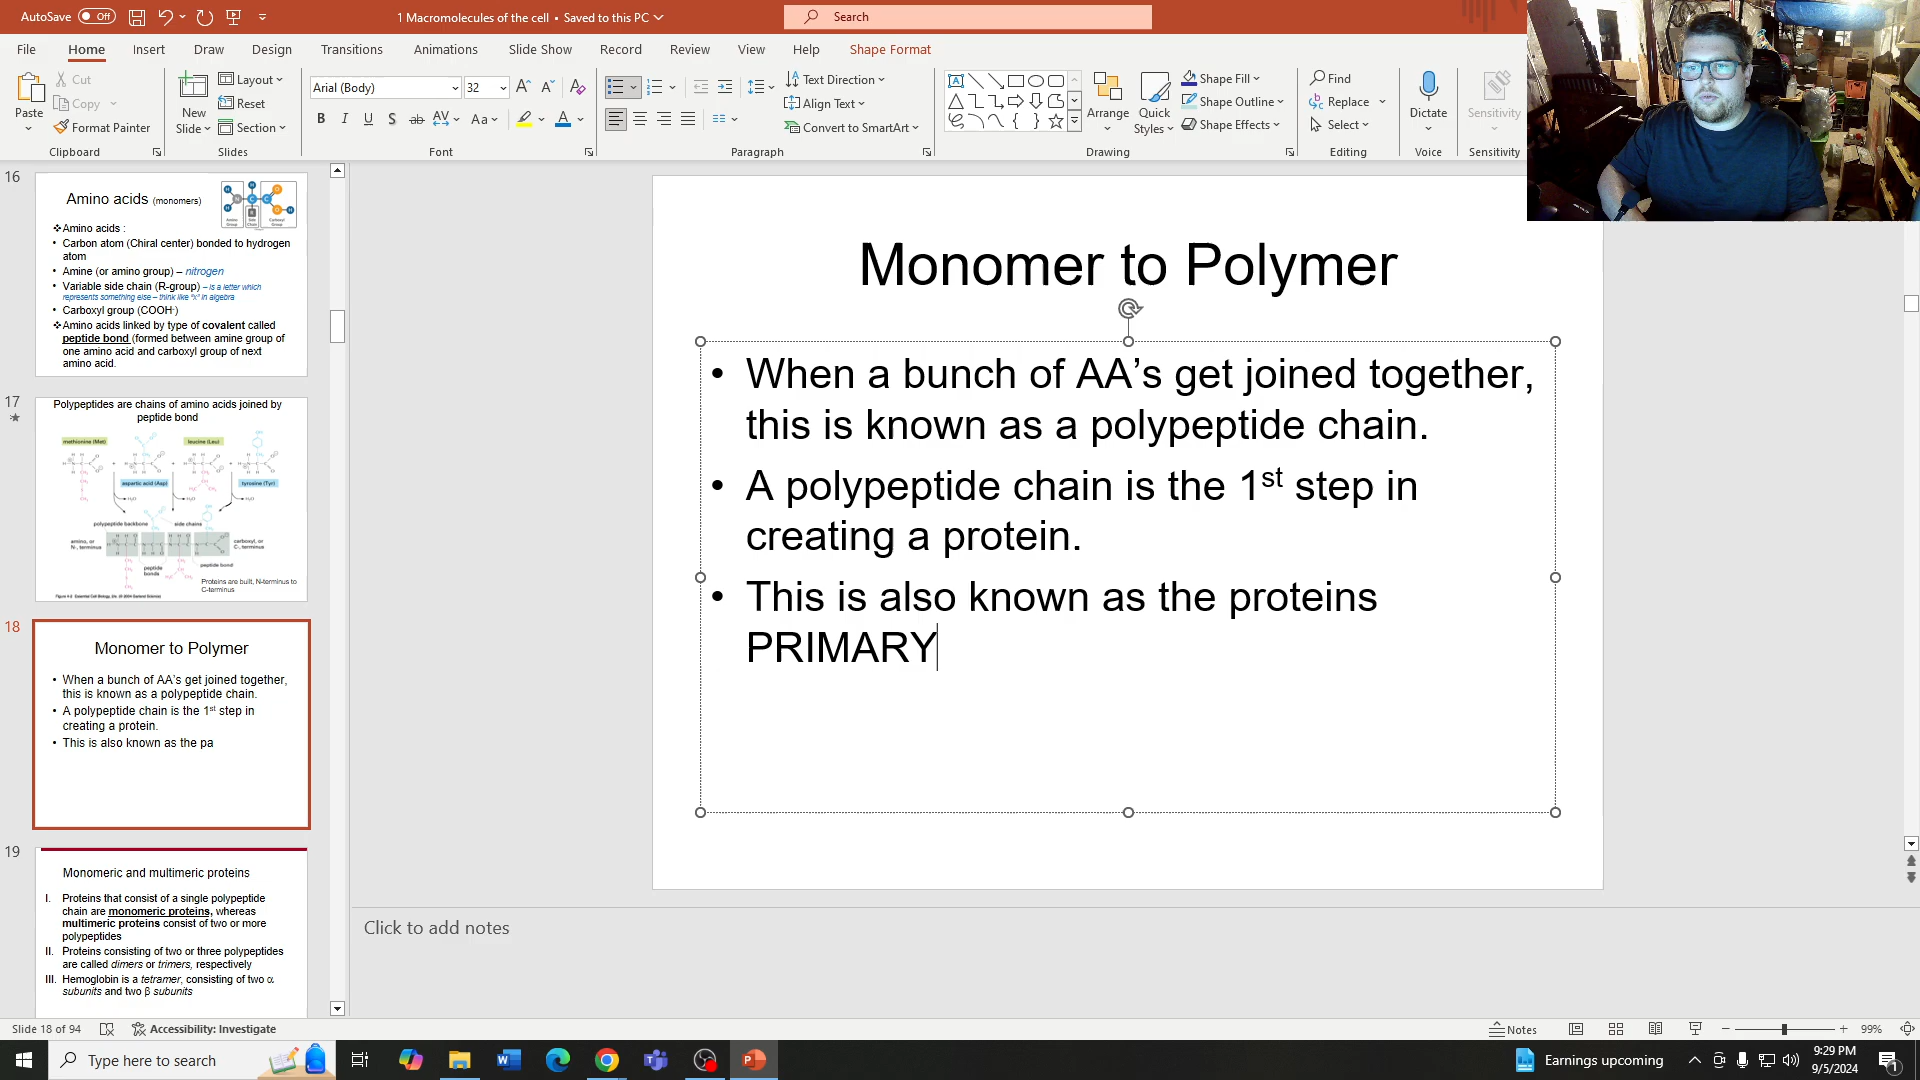 AutoSave Off 1 Macromolecules of the cell • Saved to this PC Search
File Home Insert Draw Design Transitions Animations Slide Show Record Review View Help Shape Format
Paste
Cut
Copy
Format Painter
Clipboard
New
Slide
Layout
Reset
Section
Slides
Arial (Body) 32
B I U S ab AV Aa A
Font
Paragraph
Text Direction
Align Text
Convert to SmartArt
Arrange
Quick
Styles
Shape Fill
Shape Outline
Shape Effects
Drawing
Find
Replace
Select
Editing
Dictate
Voice
Sensitivity
Sensitivity
16
Amino acids (monomers)
❖Amino acids :
• Carbon atom (Chiral center) bonded to hydrogen
atom
• Amine (or amino group) – nitrogen
• Variable side chain (R-group) – is a letter which
represents something else – think like "x" in algebra
• Carboxyl group (COOH-)
❖Amino acids linked by type of covalent called
peptide bond (formed between amine group of
one amino acid and carboxyl group of next
amino acid.
17
Polypeptides are chains of amino acids joined by
peptide bond
methionine (Met) leucine (Leu)
aspartic acid (Asp) tyrosine (Tyr)
polypeptide backbone side chains
amino, or
N-, terminus
carboxyl, or
C-, terminus
peptide
bonds
peptide bond
Proteins are built, N-terminus to
C-terminus
18
Monomer to Polymer
• When a bunch of AA's get joined together,
this is known as a polypeptide chain.
• A polypeptide chain is the 1st step in
creating a protein.
• This is also known as the pa
19
Monomeric and multimeric proteins
I. Proteins that consist of a single polypeptide
chain are monomeric proteins, whereas
multimeric proteins consist of two or more
polypeptides
II. Proteins consisting of two or three polypeptides
are called dimers or trimers, respectively
III. Hemoglobin is a tetramer, consisting of two α
subunits and two β subunits
Monomer to Polymer
• When a bunch of AA’s get joined together,
this is known as a polypeptide chain.
• A polypeptide chain is the 1st step in
creating a protein.
• This is also known as the proteins
PRIMARY
Click to add notes
Slide 18 of 94 Accessibility: Investigate Notes 99%
Type here to search Earnings upcoming 9:29 PM
9/5/2024